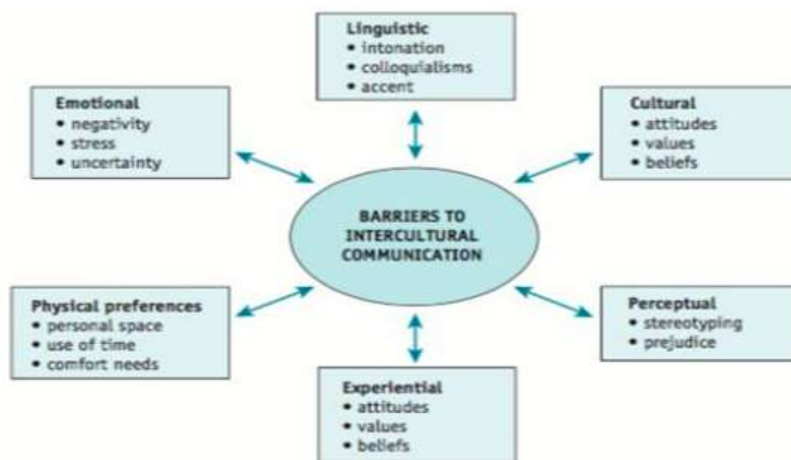 Linguistic
• intonation
• colloquialisms
• accent
Emotional
• negativity
• stress
• uncertainty
Cultural
• attitudes
• values
• beliefs
BARRIERS TO
INTERCULTURAL
COMMUNICATION
Physical preferences
• personal space
• use of time
• comfort needs
Perceptual
• stereotyping
• prejudice
Experiential
• attitudes
• values
• beliefs